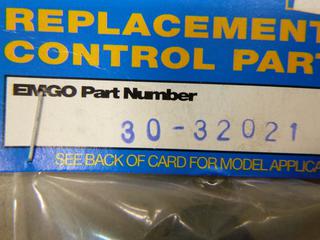 REPLACEMENT
CONTROL PART
EMGO Part Number
30-32021
SEE BACK OF CARD FOR MODEL APPLICA